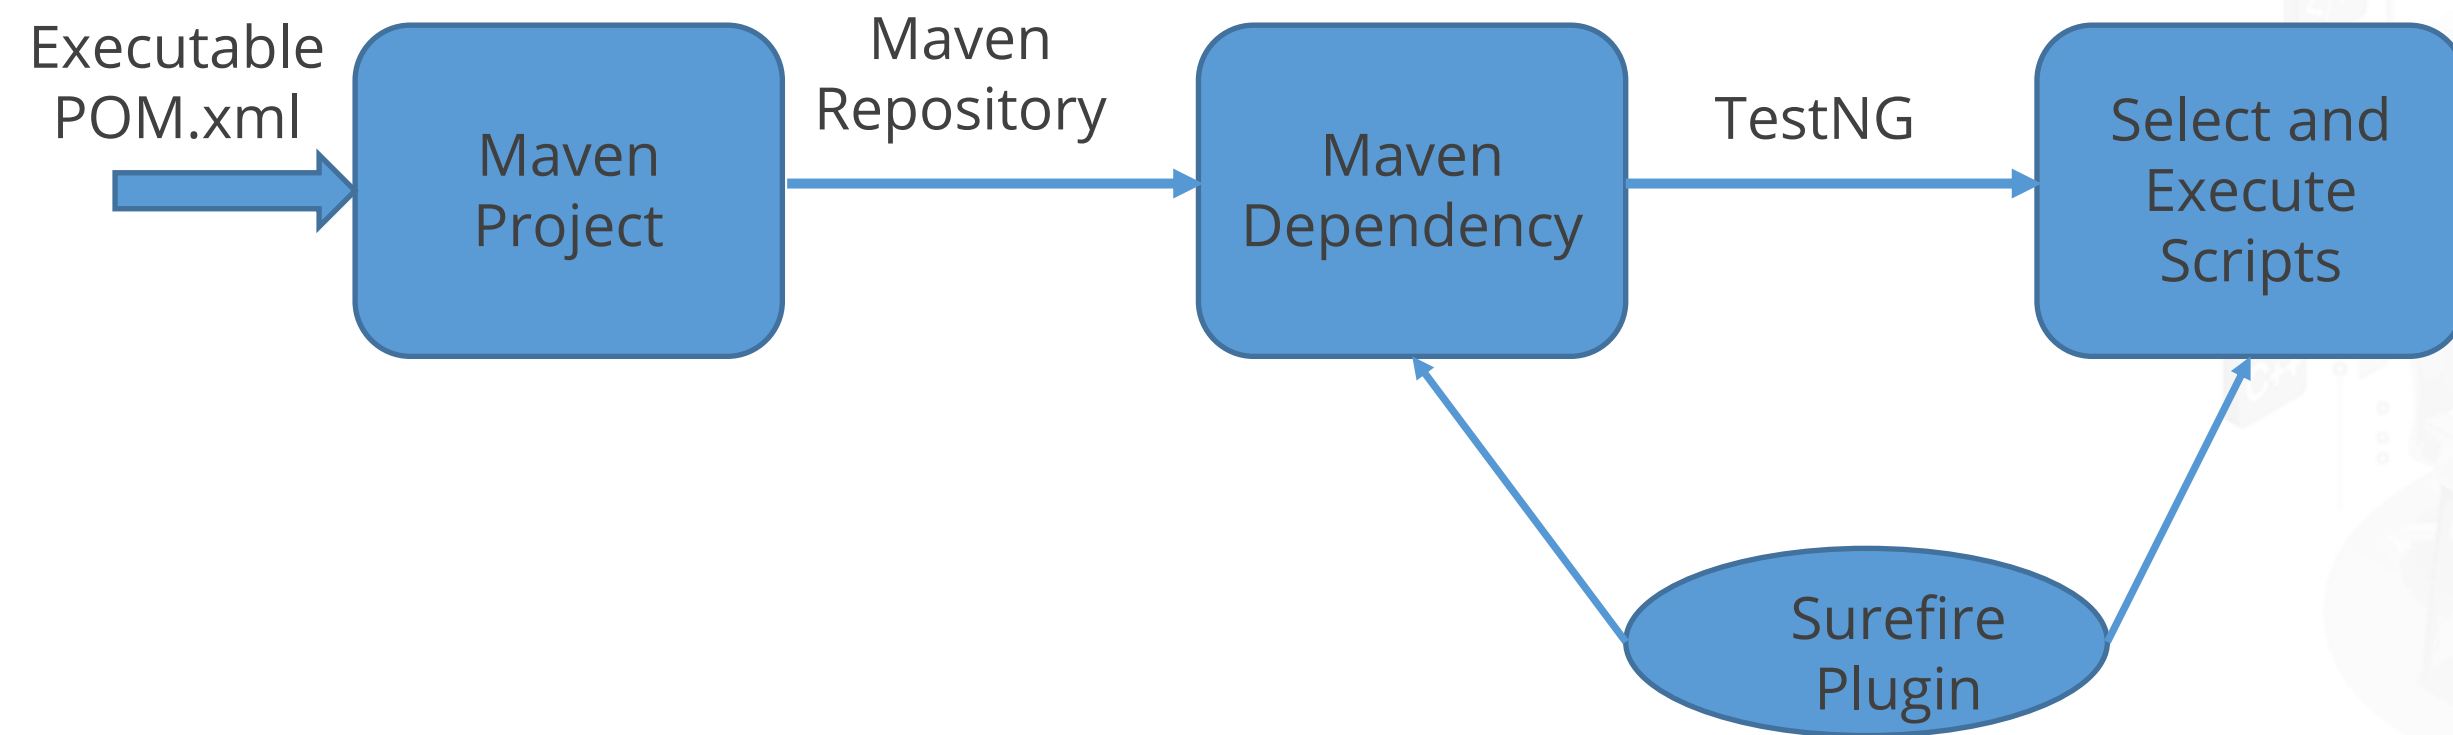 Executable
POM.xml
Maven
Project
Maven
Repository
Maven
Dependency
TestNG
Select and
Execute
Scripts
Surefire
Plugin